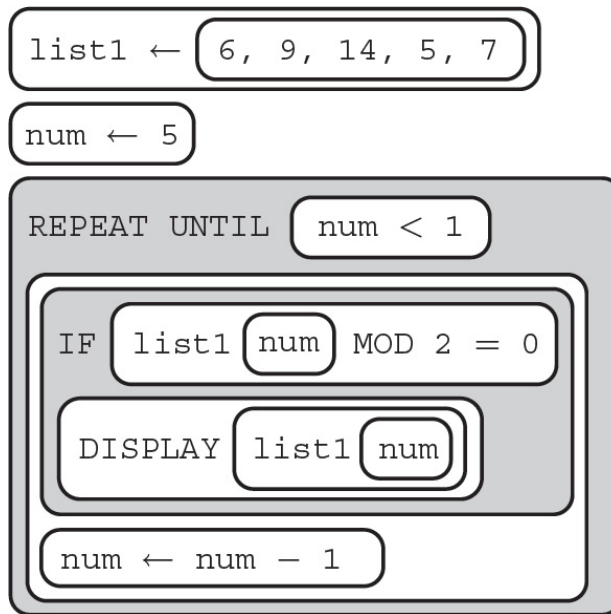 list1 ← 6, 9, 14, 5, 7
num ← 5
REPEAT UNTIL num < 1
IF list1 num MOD 2 = 0
DISPLAY list1 num
num ← num - 1